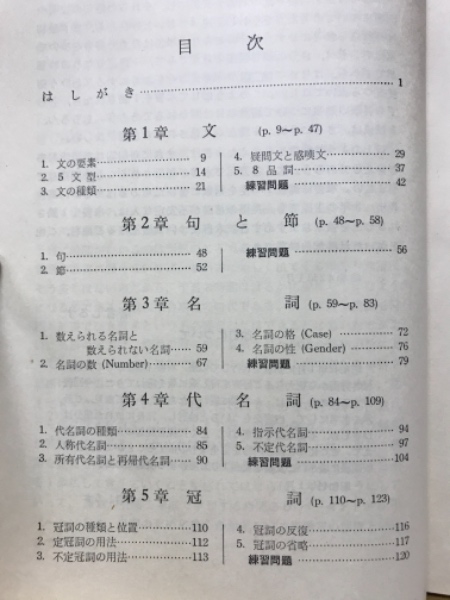 目 次
は し が き……1
第1章 文 (p. 9～p. 47)
1. 文の要素……9
2. 5 文 型……14
3. 文の種類……21
4. 疑問文と感嘆文……29
5. 8 品 詞……37
練習問題……42
第2章 句 と 節 (p. 48～p. 58)
1. 句……48
2. 節……52
練習問題……56
第3章 名 詞 (p. 59～p. 83)
1. 数えられる名詞と
数えられない名詞……59
2. 名詞の数 (Number)……67
3. 名詞の格 (Case)……72
4. 名詞の性 (Gender)……76
練習問題……79
第4章 代 名 詞 (p. 84～p. 109)
1. 代名詞の種類……84
2. 人称代名詞……85
3. 所有代名詞と再帰代名詞……90
4. 指示代名詞……94
5. 不定代名詞……97
練習問題……104
第5章 冠 詞 (p. 110～p. 123)
1. 冠詞の種類と位置……110
2. 定冠詞の用法……112
3. 不定冠詞の用法……113
4. 冠詞の反復……116
5. 冠詞の省略……117
練習問題……120